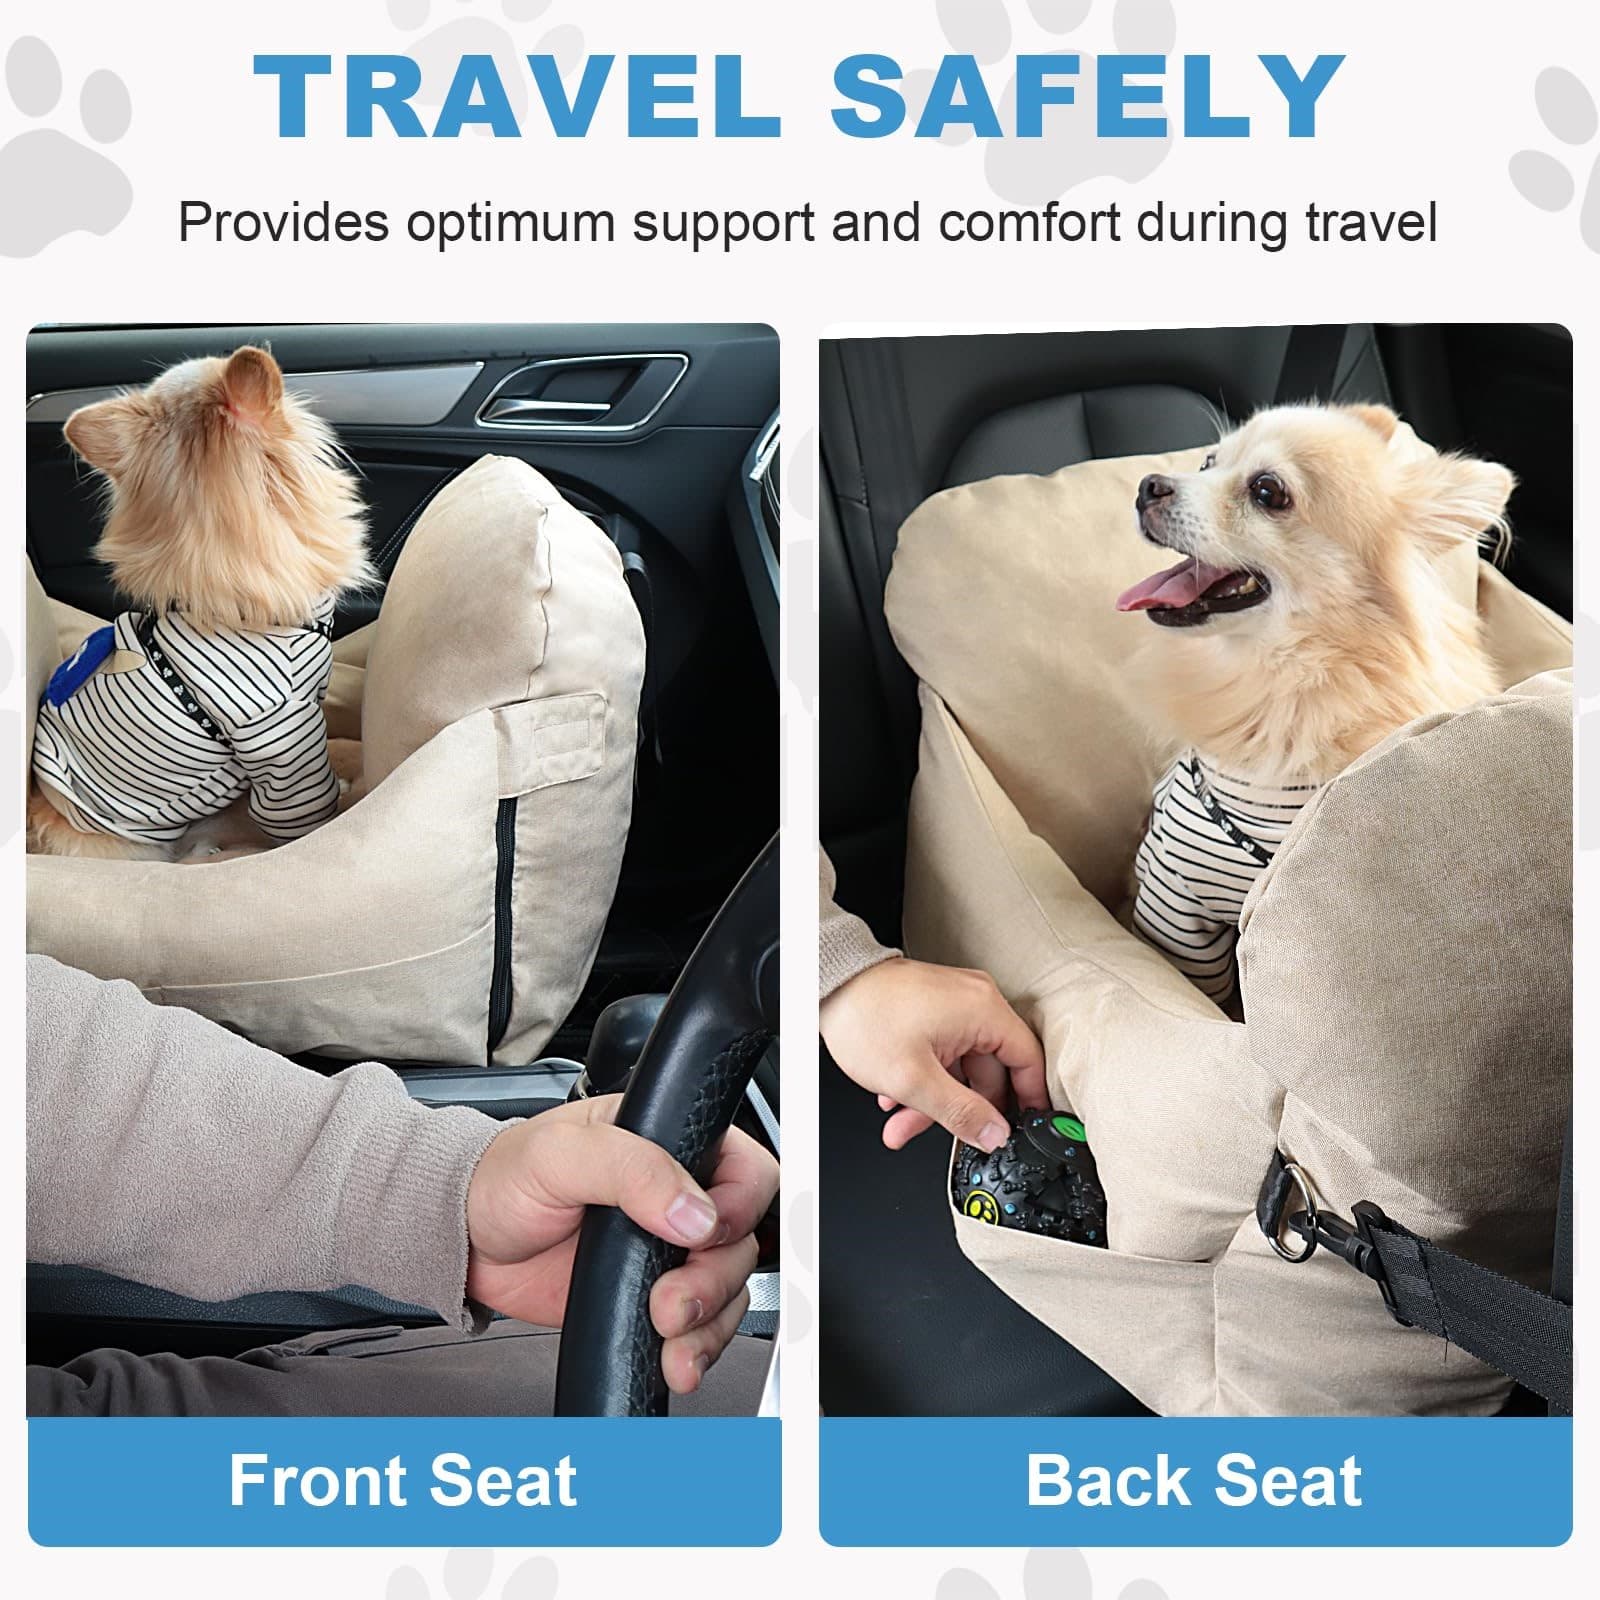 TRAVEL SAFELY
Provides optimum support and comfort during travel
Front Seat
Back Seat